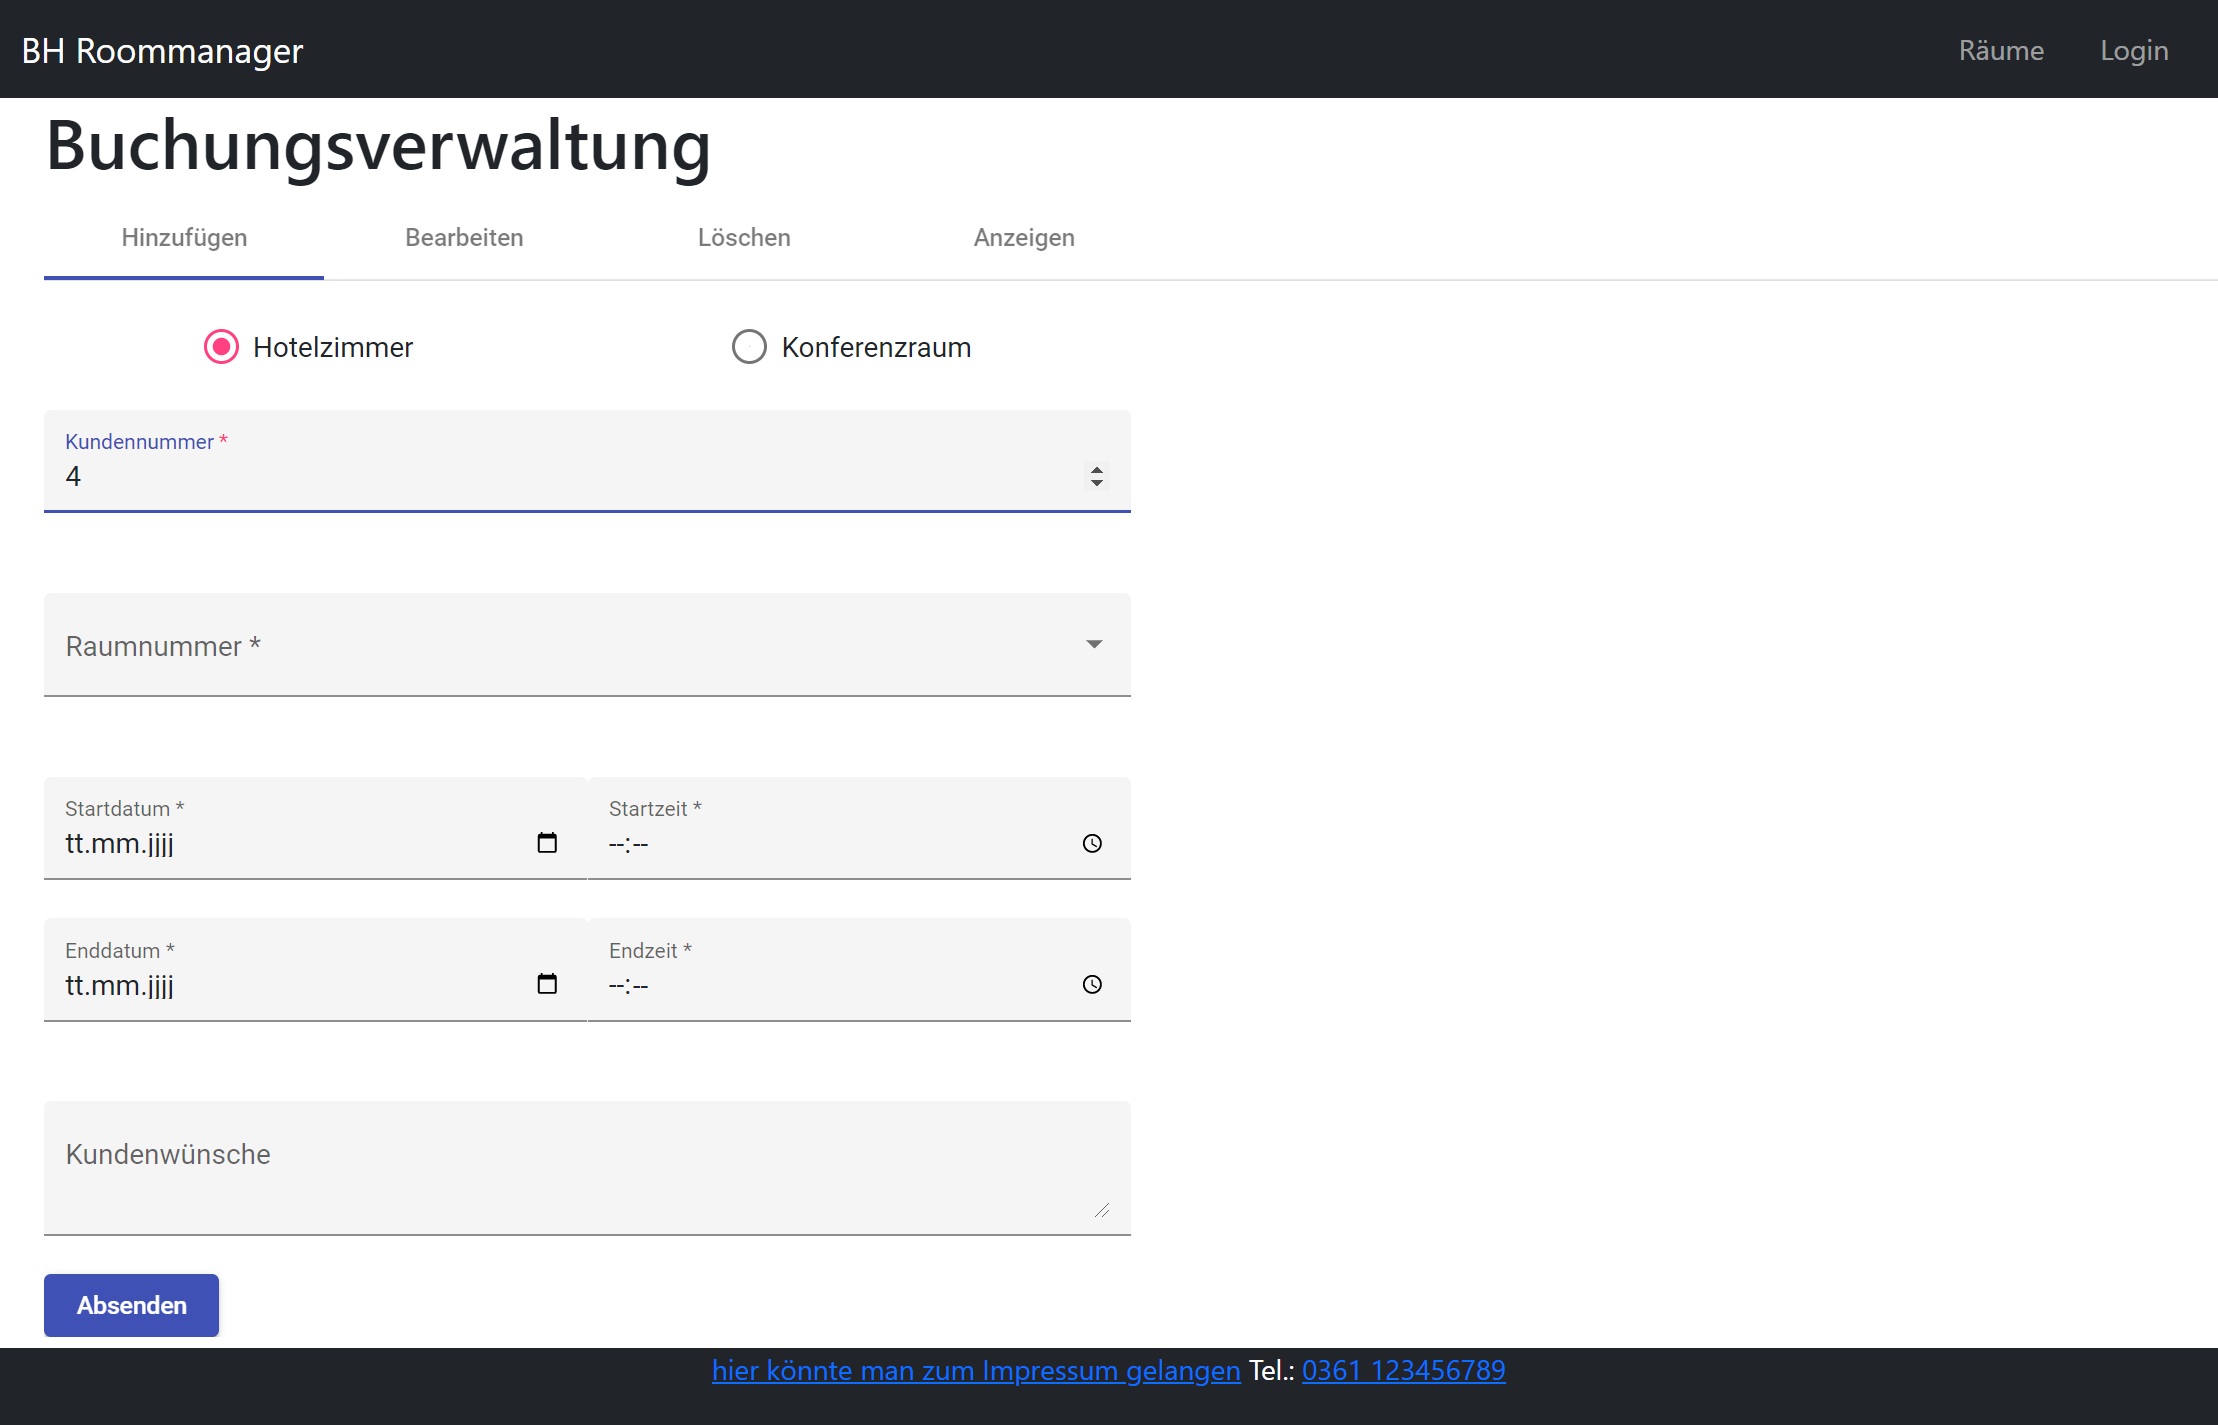 BH Roommanager Räume Login
Buchungsverwaltung
Hinzufügen Bearbeiten Löschen Anzeigen
Hotelzimmer Konferenzraum
Kundennummer *
4
Raumnummer *
Startdatum * Startzeit *
tt.mm.jjjj --:--
Enddatum * Endzeit *
tt.mm.jjjj --:--
Kundenwünsche
Absenden
hier könnte man zum Impressum gelangen Tel.: 0361 123456789